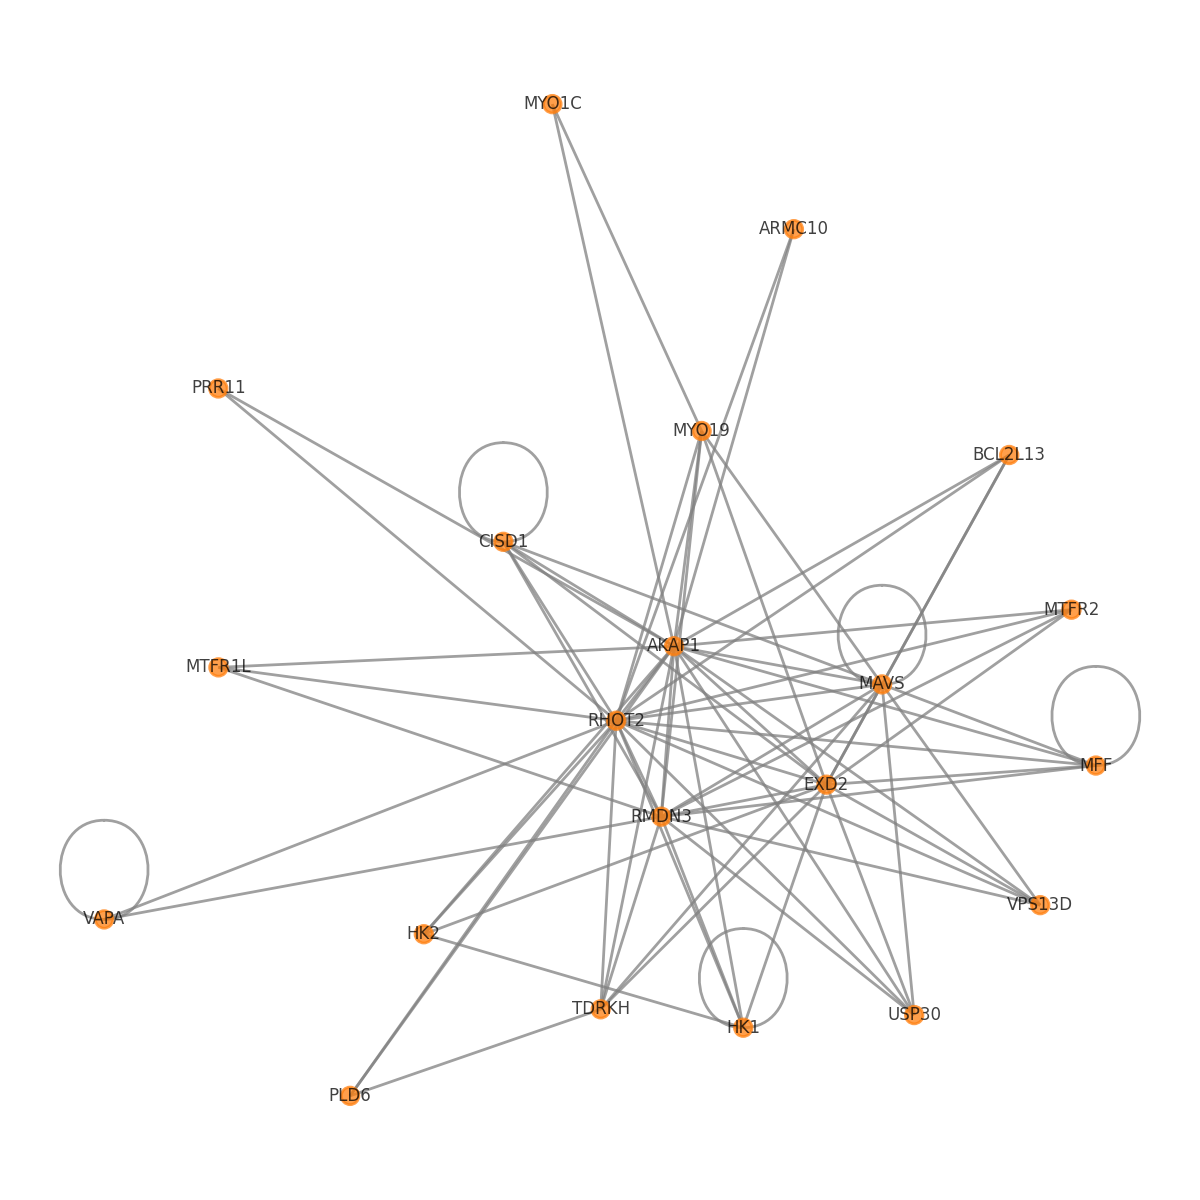 MYO1C
ARMC10
PRR11
MYO19
BCL2L13
CISD1
MTFR2
AKAP1
MTFR1L
MAVS
RHOT2
MFF
EXD2
RMDN3
VPS13D
VAPA
HK2
TDRKH
USP30
HK1
PLD6